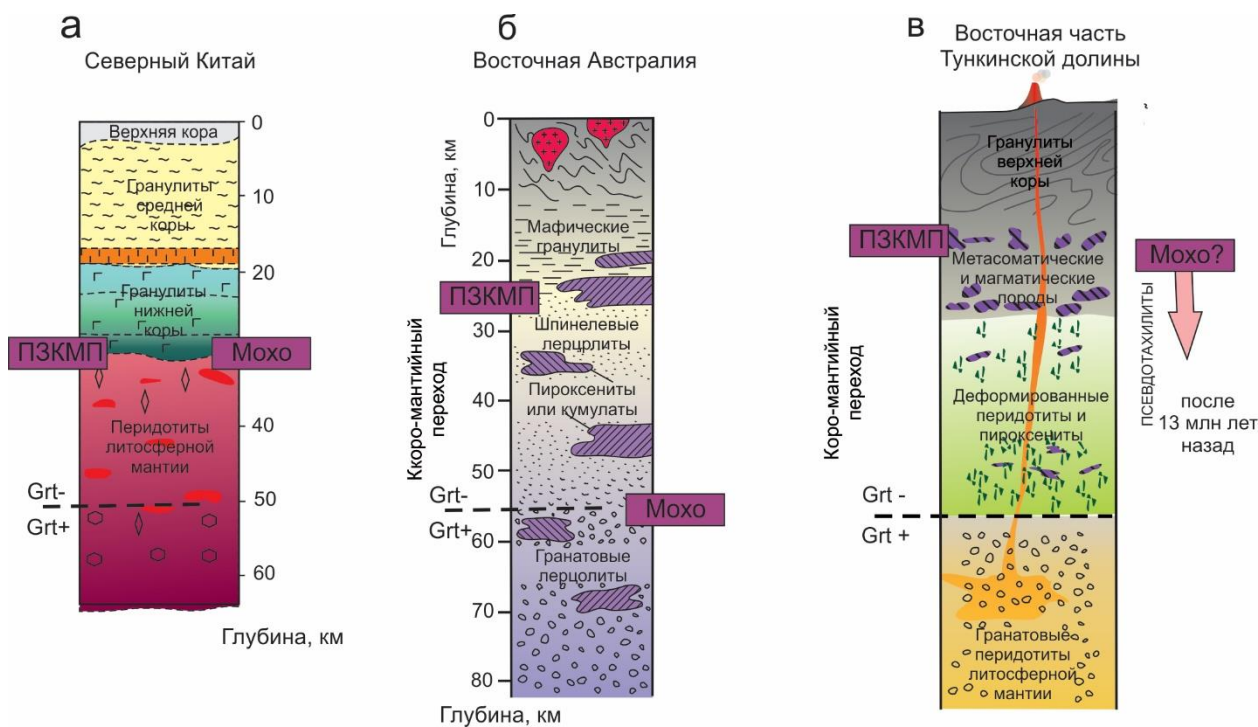 а
Северный Китай
Верхняя кора
Гранулиты
средней
коры
Гранулиты
нижней
коры
ПЗКМП
Мохо
Перидотиты
литосферной
мантии
Grt-
Grt+
0
10
20
40
50
60
Глубина, км
б
Восточная Австралия
Глубина, км
0
10
20
30
40
50
60
70
80
Мафические
гранулиты
ПЗКМП
Шпинелевые
лерцрлиты
Пироксениты
или кумулаты
Ккоро-мантийный
переход
Grt-
Grt+
Мохо
Гранатовые
лерцолиты
Глубина, км
в
Восточная часть
Тункинской долины
Гранулиты
верхней
коры
ПЗКМП
Метасоматические
и магматические
породы
Мохо?
ПСЕВДОТАХИЛИТЫ
после
13 млн лет
назад
Коро-мантийный
переход
Деформированные
перидотиты и
пироксениты
Grt -
Grt +
Гранатовые
перидотиты
литосферной
мантии